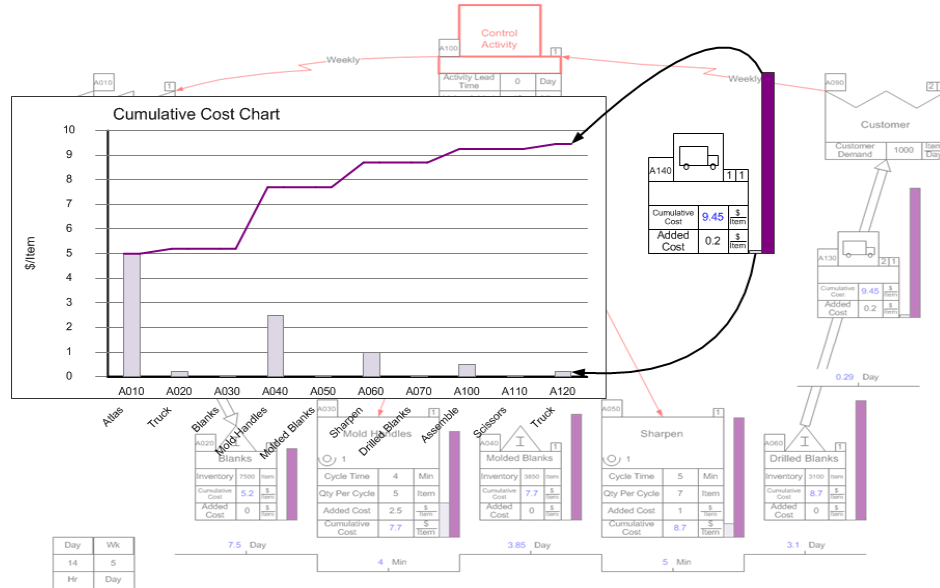 Control
Activity
A100
1
Weekly
Weekly
A010
1
A090
Activity Lead
Time
0
Day
Customer
Customer
Demand
1000
Item
Day
Cumulative Cost Chart
10
9
8
7
6
5
4
3
2
1
0
$/Item
A010 A020 A030 A040 A050 A060 A070 A100 A110 A120
Atlas
Truck
Blanks
Mold Handles
Molded Blanks
Sharpen
Drilled Blanks
Assemble
Scissors
Truck
A140
1 1
Cumulative
Cost
9.45
$
Item
Added
Cost
0.2
$
Item
A130
2 1
Cumulative
Cost
9.45
$
Item
Added
Cost
0.2
$
Item
0.29 Day
A020
1
Blanks
Inventory 7500 Item
Cumulative
Cost
5.2
$
Item
Added
Cost
0
$
Item
A030
1
Mold Handles
1
Cycle Time 4 Min
Qty Per Cycle 5 Item
Added Cost 2.5 $
Item
Cumulative
Cost
7.7
$
Item
A040
1
I
Molded Blanks
Inventory 3850 Item
Cumulative
Cost
7.7
$
Item
Added
Cost
0
$
Item
A050
1
Sharpen
1
Cycle Time 5 Min
Qty Per Cycle 7 Item
Added Cost 1 $
Item
Cumulative
Cost
8.7
$
Item
A060
1
I
Drilled Blanks
Inventory 3100 Item
Cumulative
Cost
8.7
$
Item
Added
Cost
0
$
Item
7.5 Day
4 Min
3.85 Day
5 Min
3.1 Day
Day Wk
14 5
Hr Day